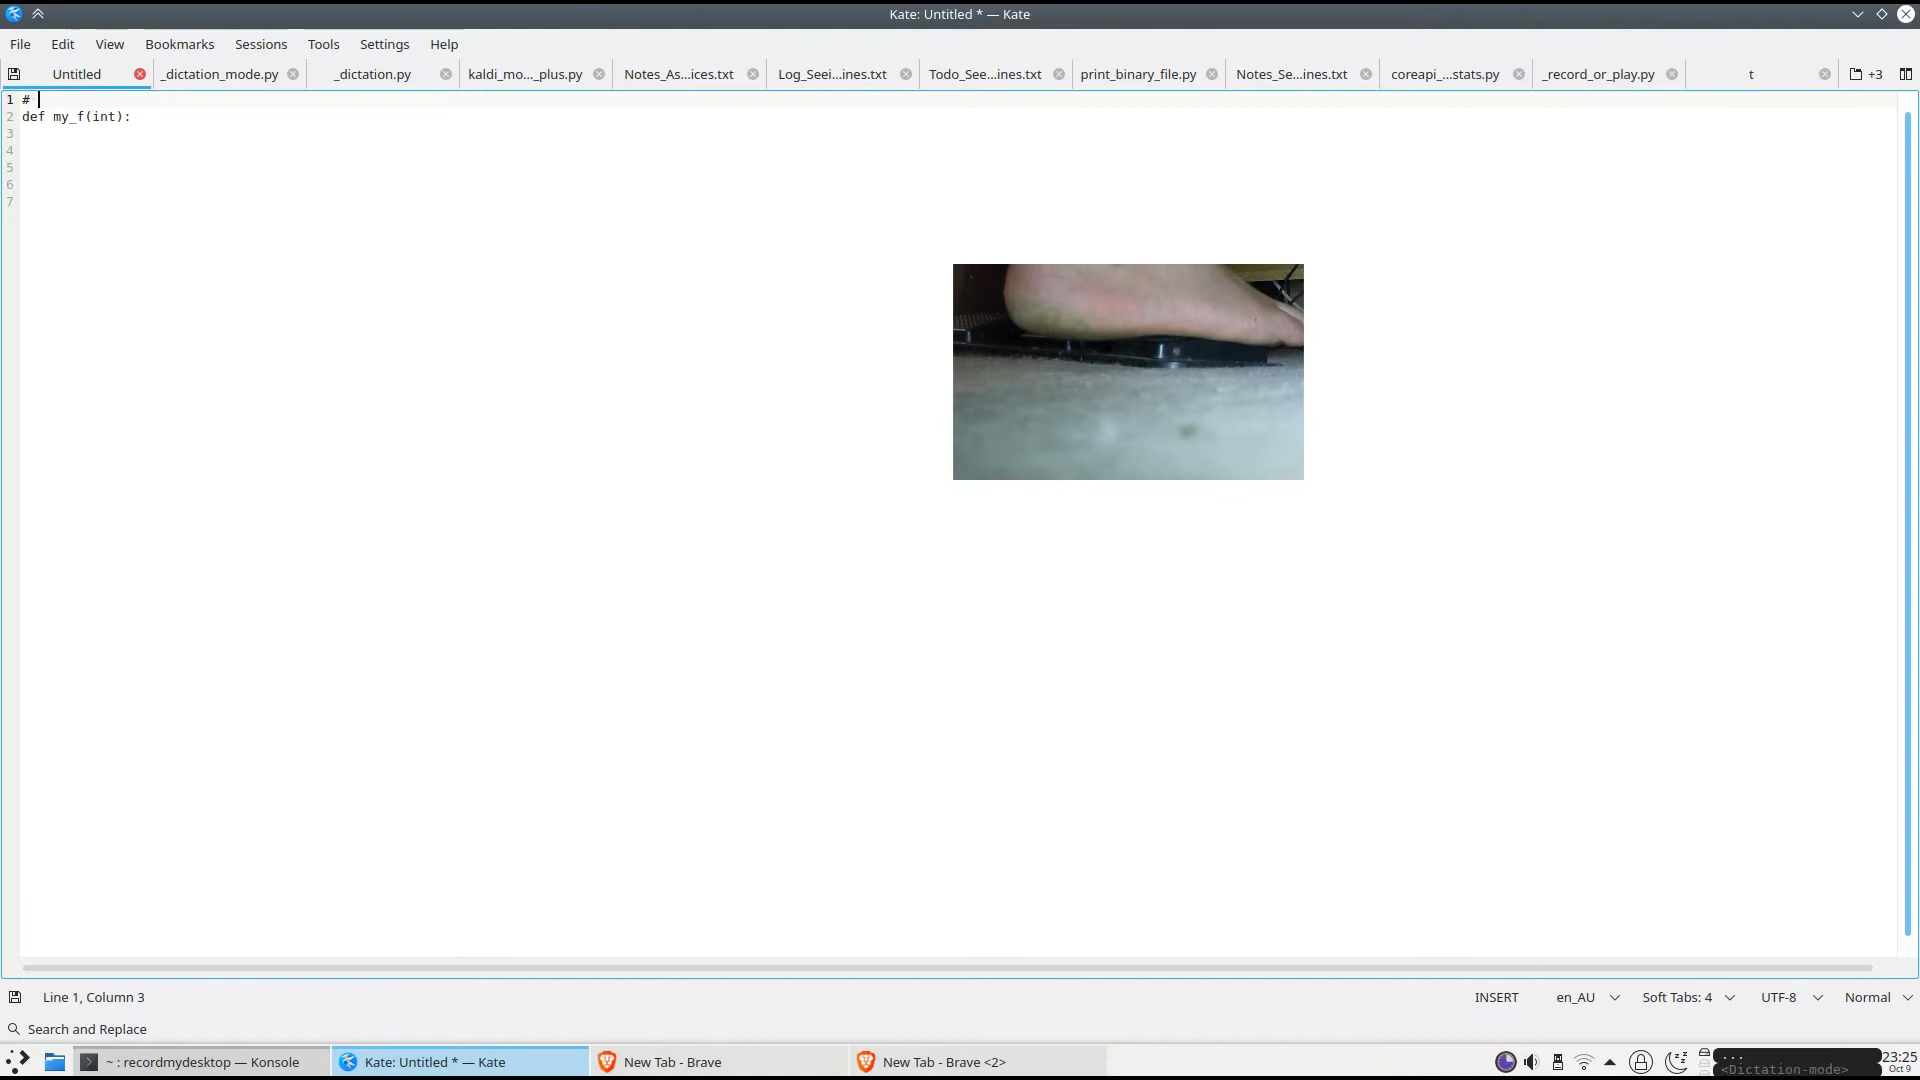 Kate: Untitled * — Kate
File Edit View Bookmarks Sessions Tools Settings Help
Untitled _dictation_mode.py _dictation.py kaldi_mo..._plus.py Notes_As...ices.txt Log_Seei...ines.txt Todo_See...ines.txt print_binary_file.py Notes_Se...ines.txt coreapi_...stats.py _record_or_play.py t +3
1 #
2 def my_f(int):
3
4
5
6
7
Line 1, Column 3 INSERT en_AU Soft Tabs: 4 UTF-8 Normal
Search and Replace
~ : recordmydesktop — Konsole Kate: Untitled * — Kate New Tab - Brave New Tab - Brave <2> ... 23:25
<Dictation-mode> Oct 9